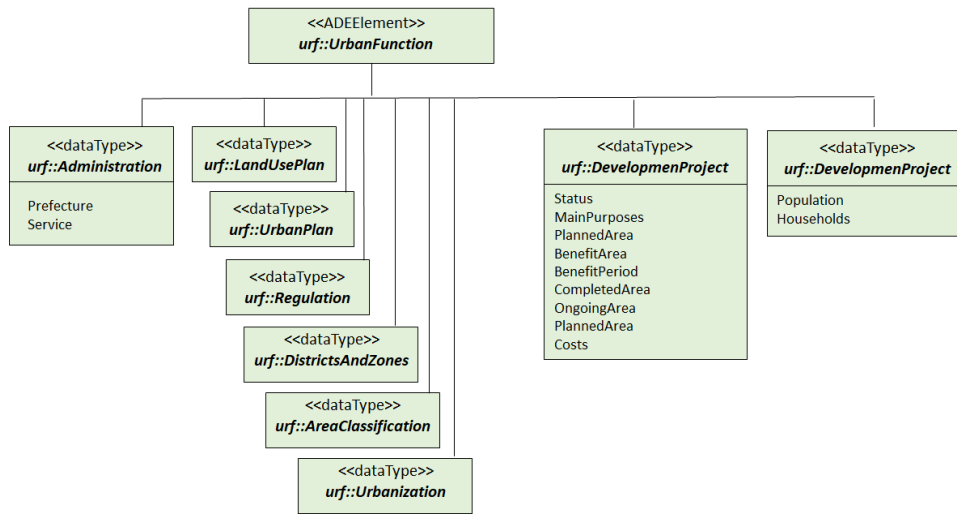 <<ADEElement>>
urf::UrbanFunction
<<dataType>>
urf::Administration
Prefecture
Service
<<dataType>>
urf::LandUsePlan
<<dataType>>
urf::UrbanPlan
<<dataType>>
urf::Regulation
<<dataType>>
urf::DistrictsAndZones
<<dataType>>
urf::AreaClassification
<<dataType>>
urf::Urbanization
<<dataType>>
urf::DevelopmenProject
Status
MainPurposes
PlannedArea
BenefitArea
BenefitPeriod
CompletedArea
OngoingArea
PlannedArea
Costs
<<dataType>>
urf::DevelopmenProject
Population
Households